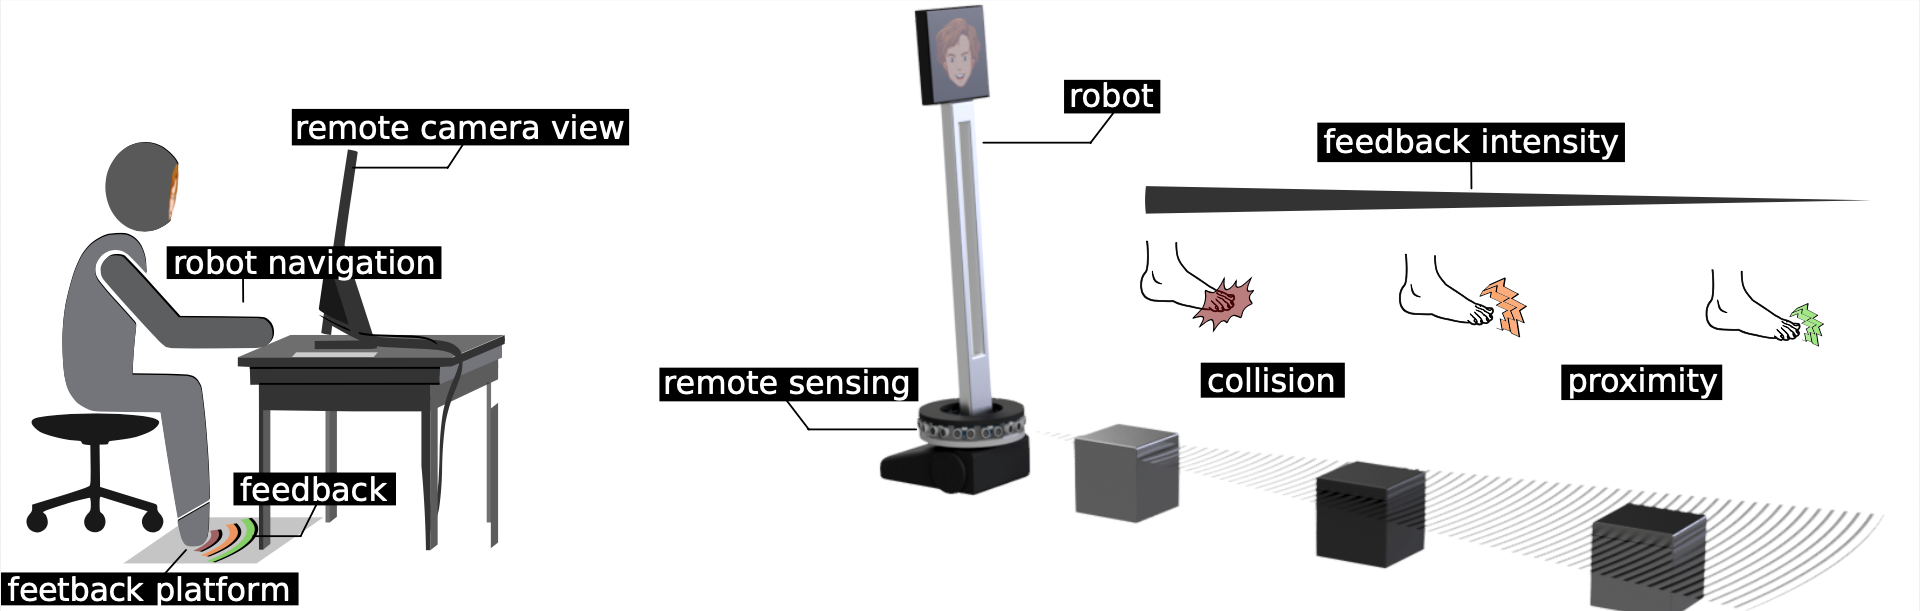 remote camera view
robot navigation
feedback
feetback platform
robot
remote sensing
feedback intensity
collision
proximity